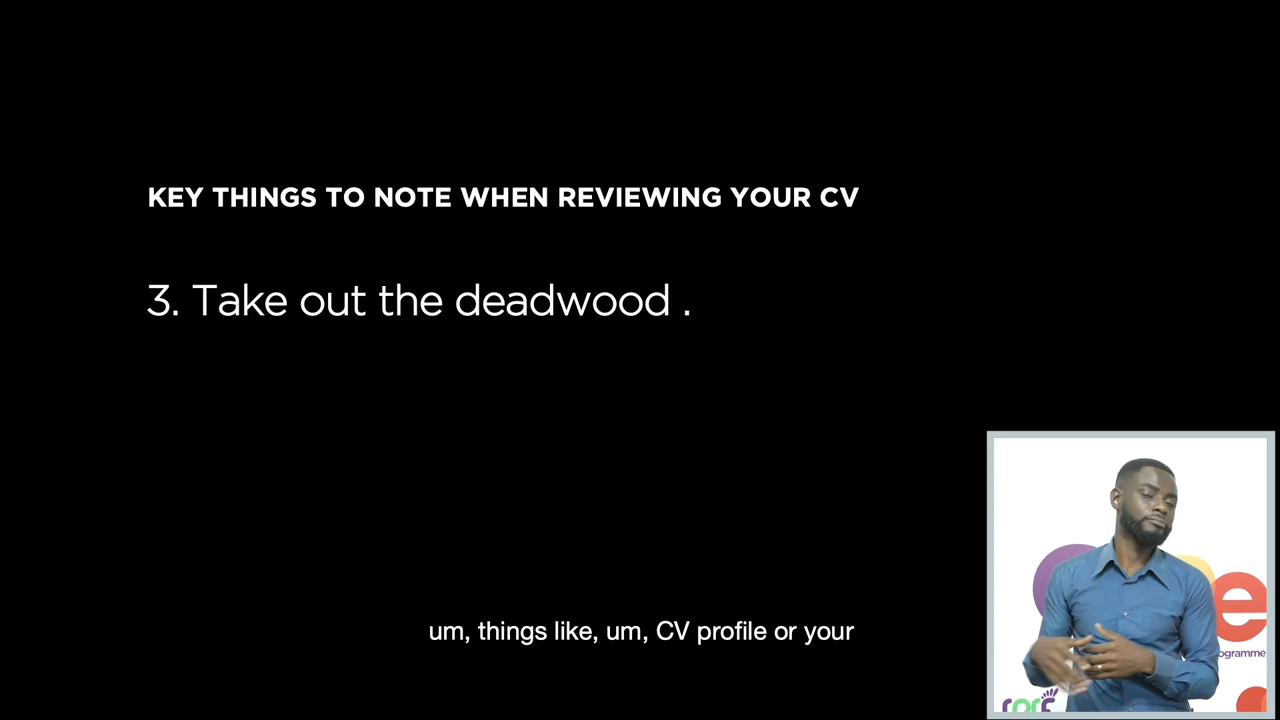 KEY THINGS TO NOTE WHEN REVIEWING YOUR CV
3. Take out the deadwood .
um, things like, um, CV profile or your
e
ogramme